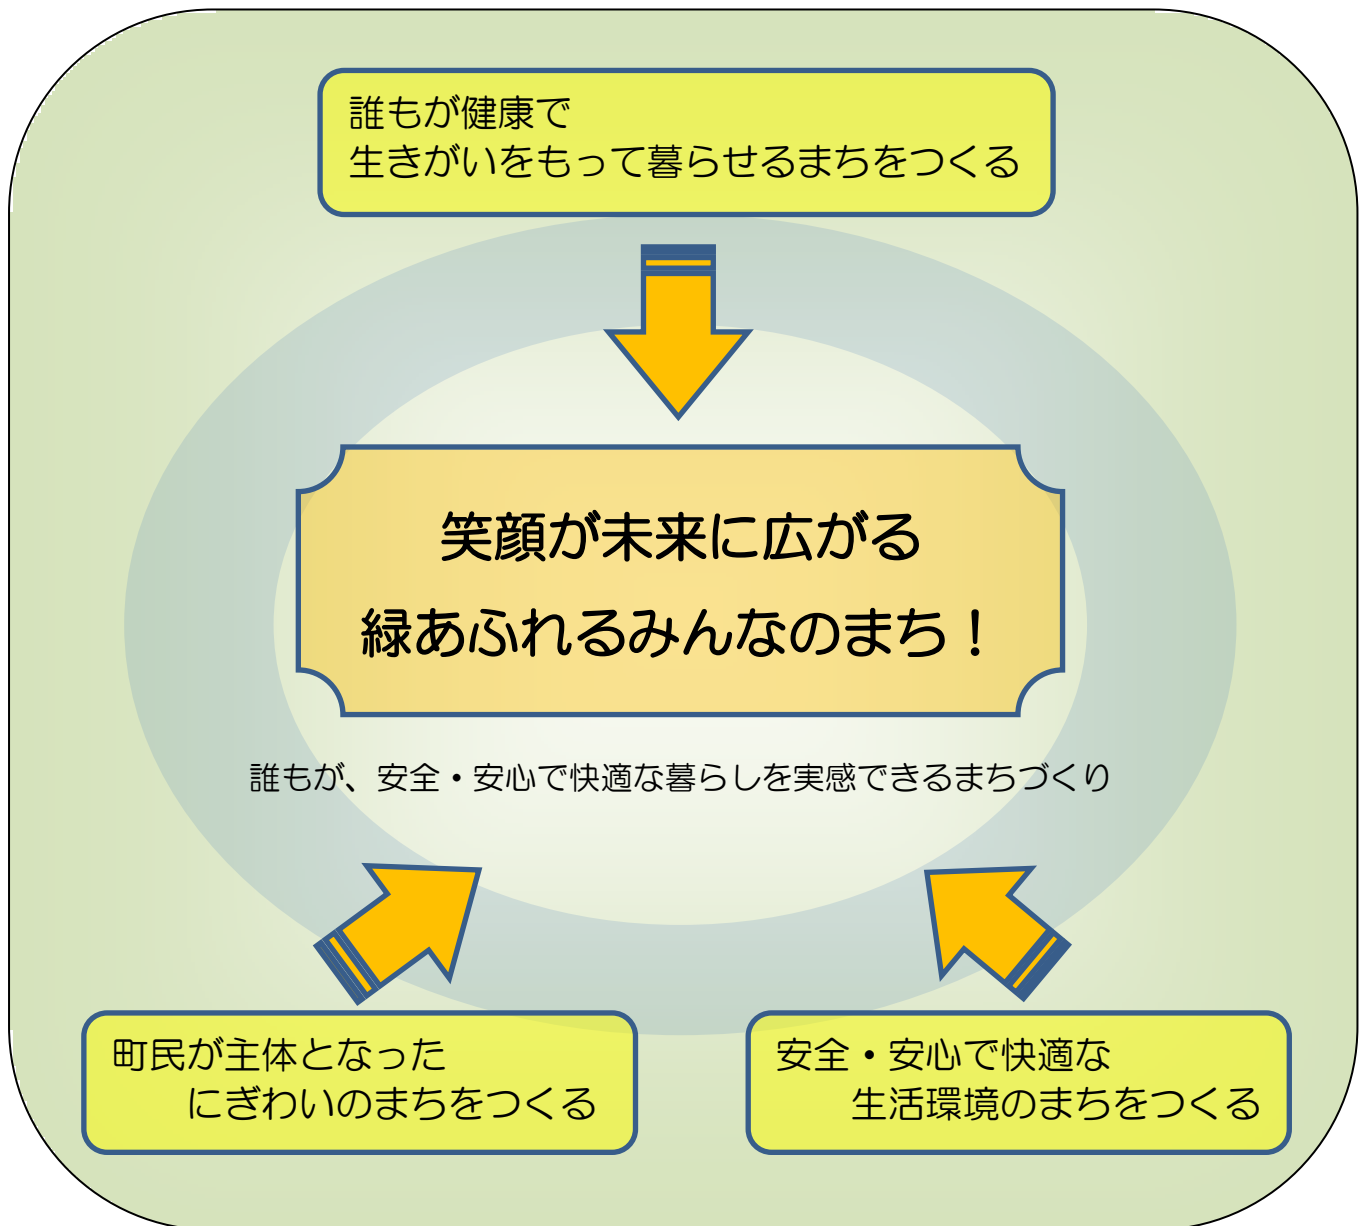 誰もが健康で
生きがいをもって暮らせるまちをつくる
笑顔が未来に広がる
緑あふれるみんなのまち！
誰もが、安全・安心で快適な暮らしを実感できるまちづくり
町民が主体となった
にぎわいのまちをつくる
安全・安心で快適な
生活環境のまちをつくる